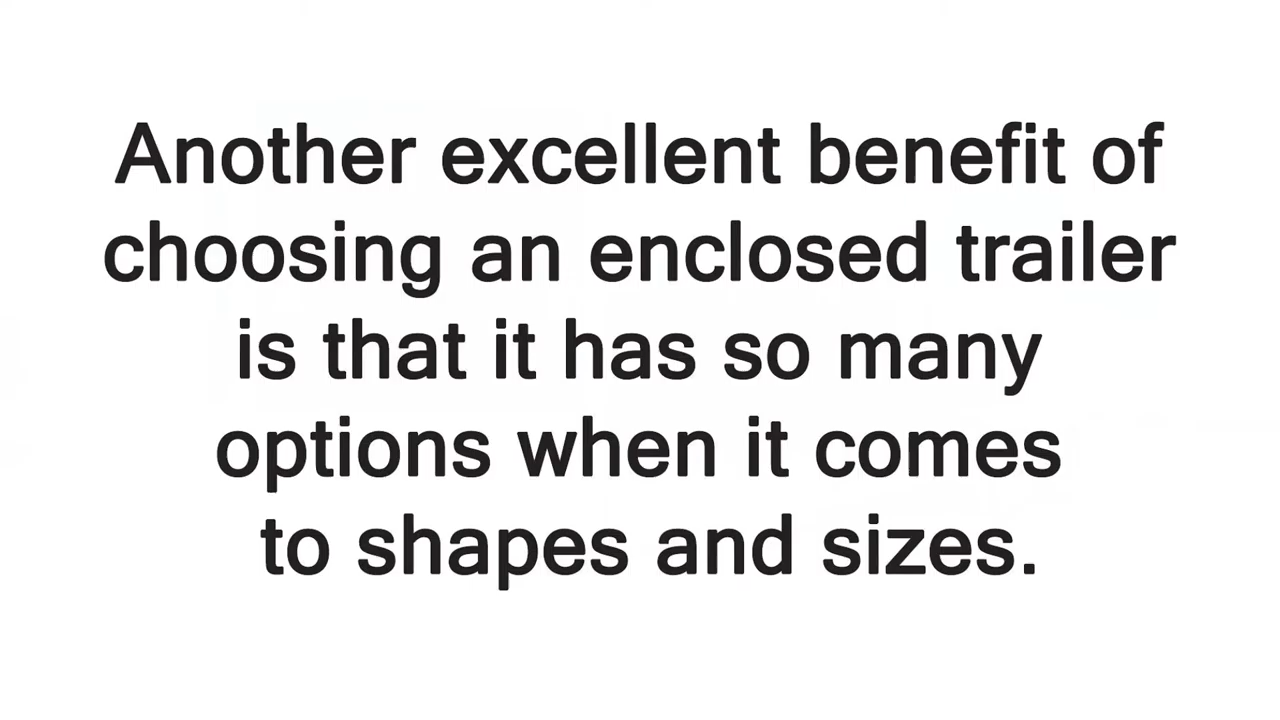 Another excellent benefit of
choosing an enclosed trailer
is that it has so many
options when it comes
to shapes and sizes.